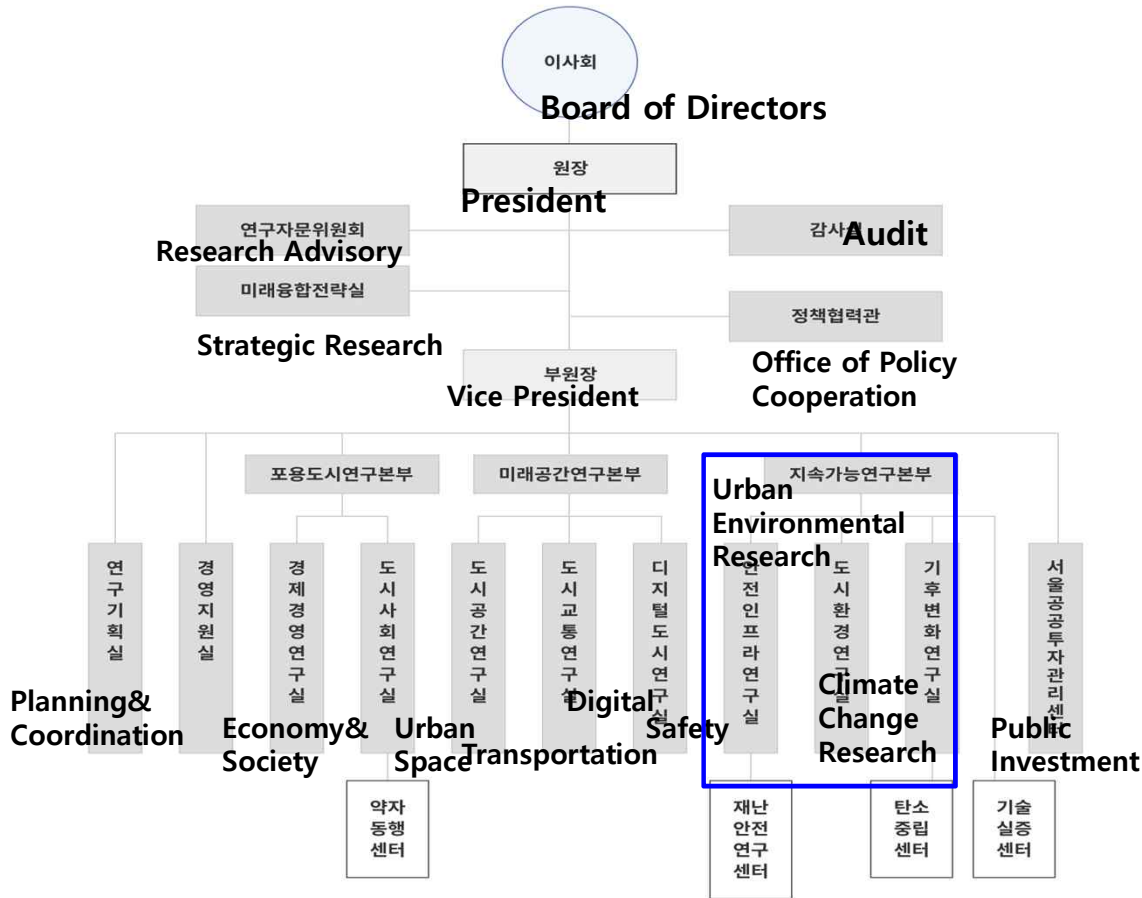 이사회
Board of Directors
원장
President
연구자문위원회
Research Advisory
감사실
Audit
미래융합전략실
Strategic Research
정책협력관
Office of Policy
Cooperation
부원장
Vice President
포용도시연구본부
미래공간연구본부
지속가능연구본부
Urban
Environmental
Research
연구기획실
경영지원실
경제경영연구실
도시사회연구실
도시공간연구실
도시교통연구실
디지털도시연구실
안전인프라연구실
도시환경연구실
기후변화연구실
서울공공투자관리센터
Planning&
Coordination
Economy&
Society
Urban
Space
Transportation
Digital
Safety
Climate
Change
Research
Public
Investment
약자
동행
센터
재난
안전
연구
센터
탄소
중립
센터
기술
실증
센터